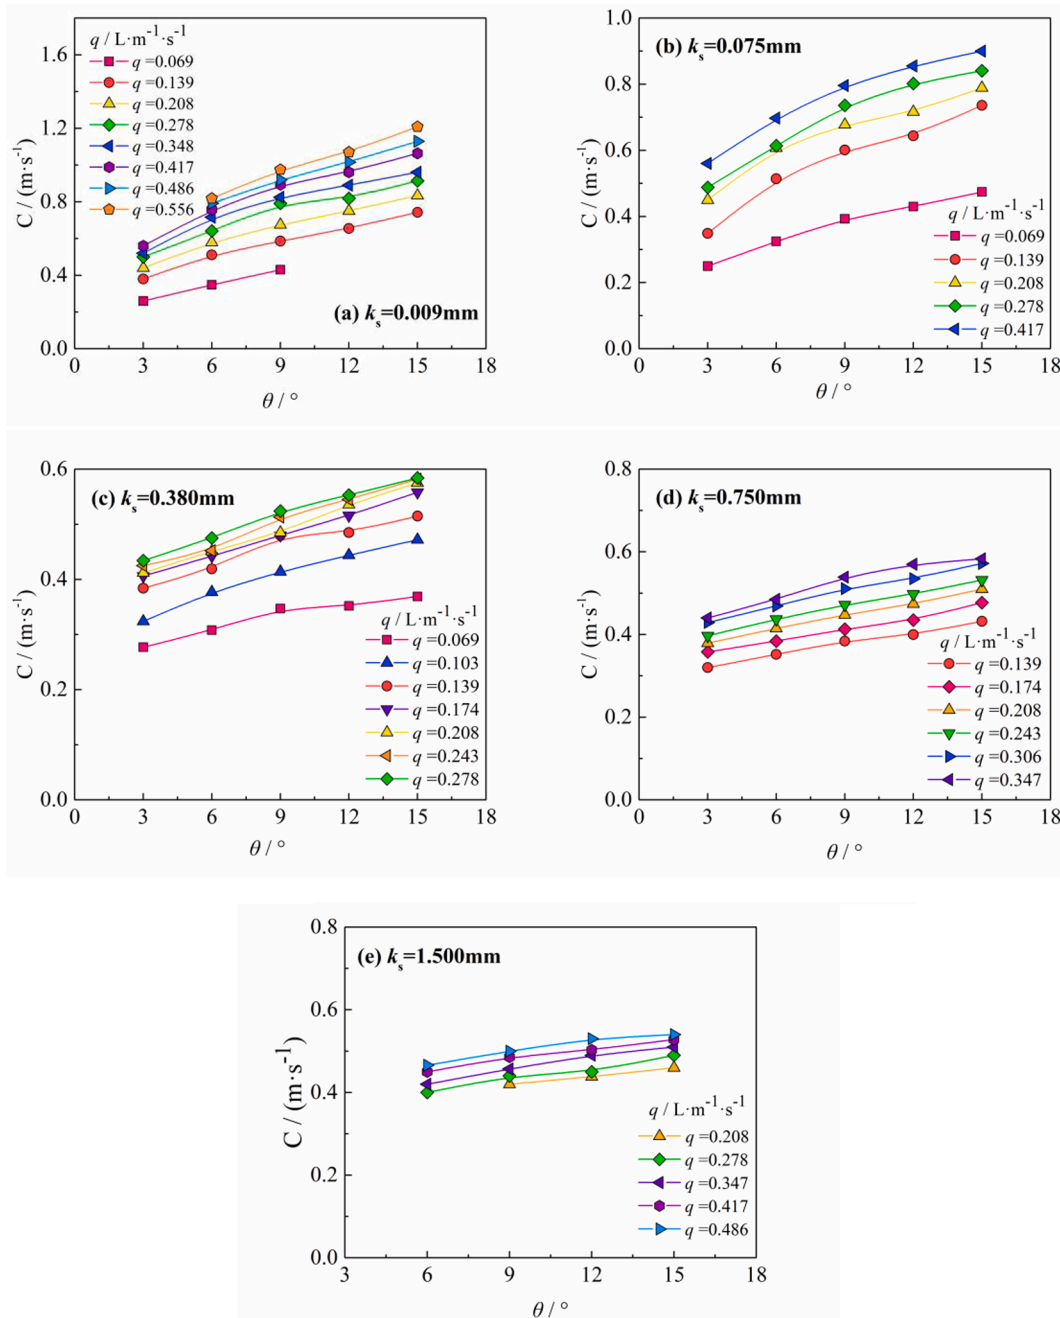 q / L·m⁻¹·s⁻¹
q =0.069
q =0.139
q =0.208
q =0.278
q =0.348
q =0.417
q =0.486
q =0.556
(a) kₛ=0.009mm
C / (m·s⁻¹)
1.6
1.2
0.8
0.4
0.0
0 3 6 9 12 15 18
θ / °
(b) kₛ=0.075mm
q / L·m⁻¹·s⁻¹
q =0.069
q =0.139
q =0.208
q =0.278
q =0.417
C / (m·s⁻¹)
1.0
0.8
0.6
0.4
0.2
0.0
0 3 6 9 12 15 18
θ / °
(c) kₛ=0.380mm
q / L·m⁻¹·s⁻¹
q =0.069
q =0.103
q =0.139
q =0.174
q =0.208
q =0.243
q =0.278
C / (m·s⁻¹)
0.6
0.4
0.2
0.0
0 3 6 9 12 15 18
θ / °
(d) kₛ=0.750mm
q / L·m⁻¹·s⁻¹
q =0.139
q =0.174
q =0.208
q =0.243
q =0.306
q =0.347
C / (m·s⁻¹)
0.8
0.6
0.4
0.2
0.0
0 3 6 9 12 15 18
θ / °
(e) kₛ=1.500mm
q / L·m⁻¹·s⁻¹
q =0.208
q =0.278
q =0.347
q =0.417
q =0.486
C / (m·s⁻¹)
0.8
0.6
0.4
0.2
0.0
3 6 9 12 15 18
θ / °